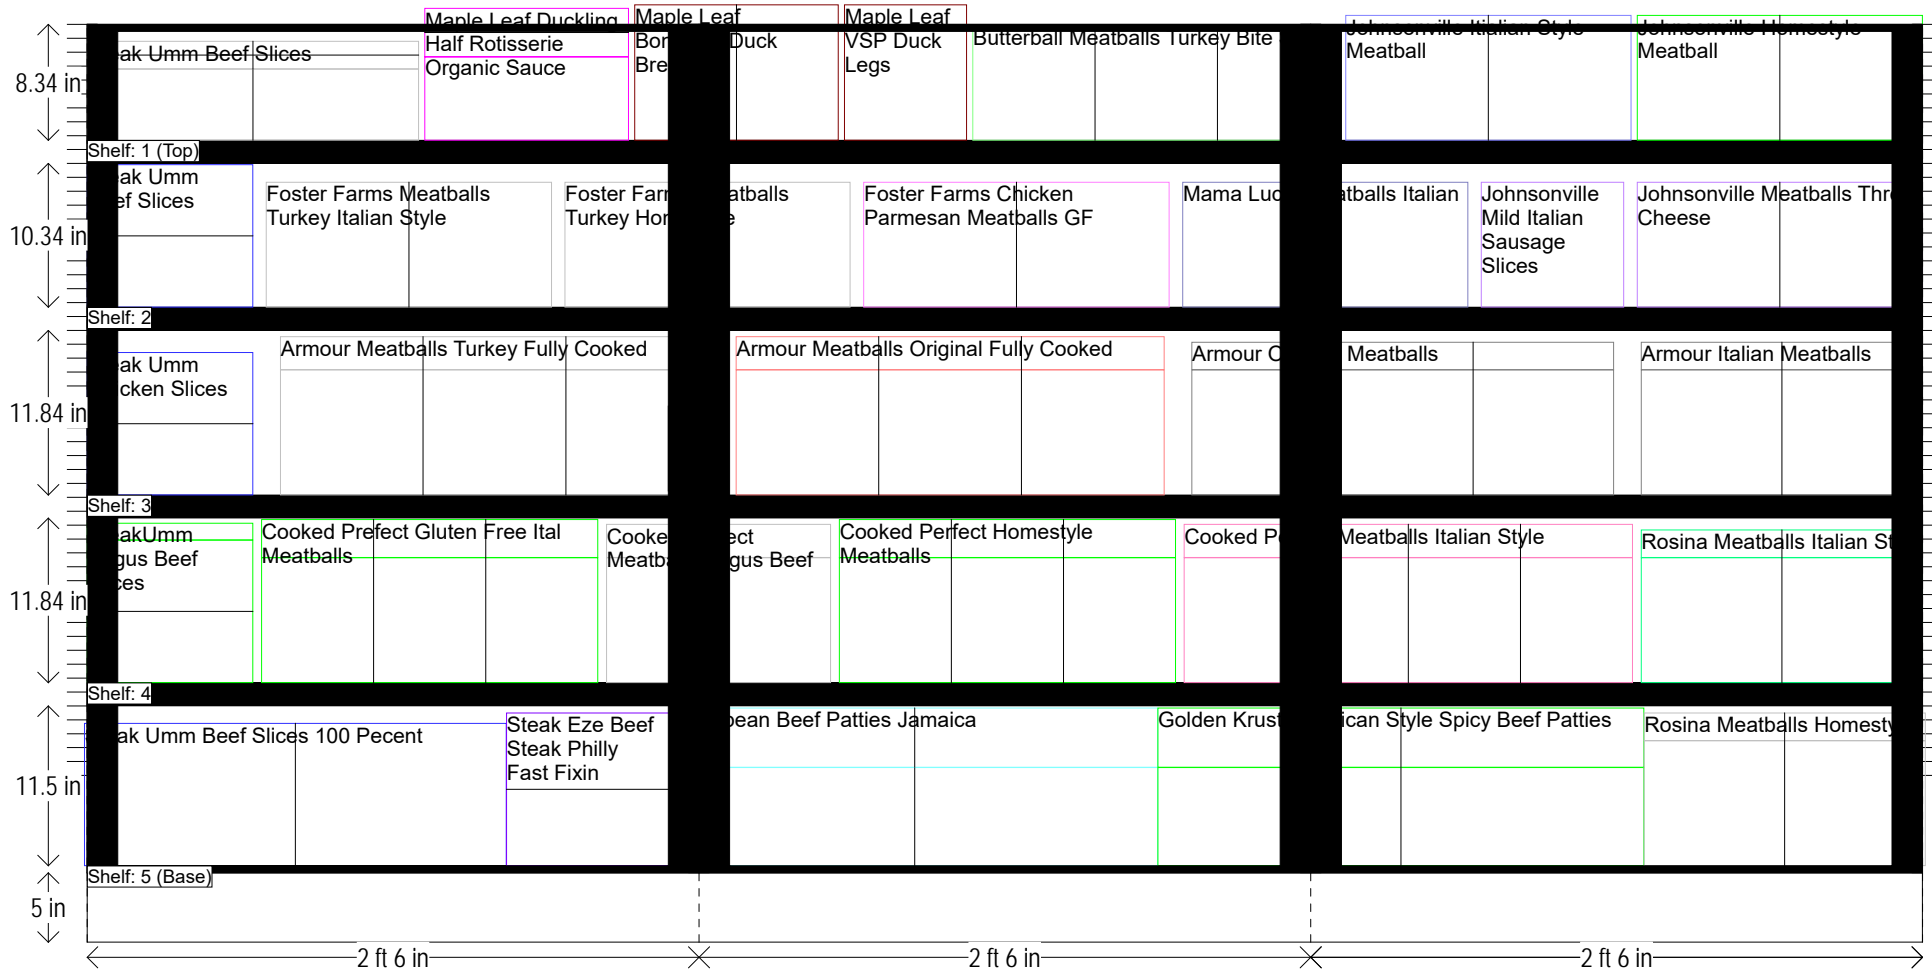 Maple Leaf Duckling
Half Rotisserie
Organic Sauce
Maple Leaf
Duck
Maple Leaf
VSP Duck
Legs
Butterball Meatballs Turkey Bite
Johnsonville Itialian Style
Meatball
Johnsonville Homestyle
Meatball
ak Umm Beef Slices
8.34 in
Shelf: 1 (Top)
ak Umm
ef Slices
Foster Farms Meatballs
Turkey Italian Style
Foster Far atballs
Turkey Ho e
Foster Farms Chicken
Parmesan Meatballs GF
Mama Luc atballs Italian
Johnsonville
Mild Italian
Sausage
Slices
Johnsonville Meatballs Thr
Cheese
10.34 in
Shelf: 2
ak Umm
cken Slices
Armour Meatballs Turkey Fully Cooked
Armour Meatballs Original Fully Cooked
Armour Meatballs
Armour Italian Meatballs
11.84 in
Shelf: 3
akUmm
gus Beef
ces
Cooked Prefect Gluten Free Ital
Meatballs
Cooke ect
Meatba gus Beef
Cooked Perfect Homestyle
Meatballs
Cooked P Meatballs Italian Style
Rosina Meatballs Italian St
11.84 in
Shelf: 4
ak Umm Beef Slices 100 Pecent
Steak Eze Beef
Steak Philly
Fast Fixin
bean Beef Patties Jamaica
Golden Krust ican Style Spicy Beef Patties
Rosina Meatballs Homesty
11.5 in
Shelf: 5 (Base)
5 in
2 ft 6 in
2 ft 6 in
2 ft 6 in